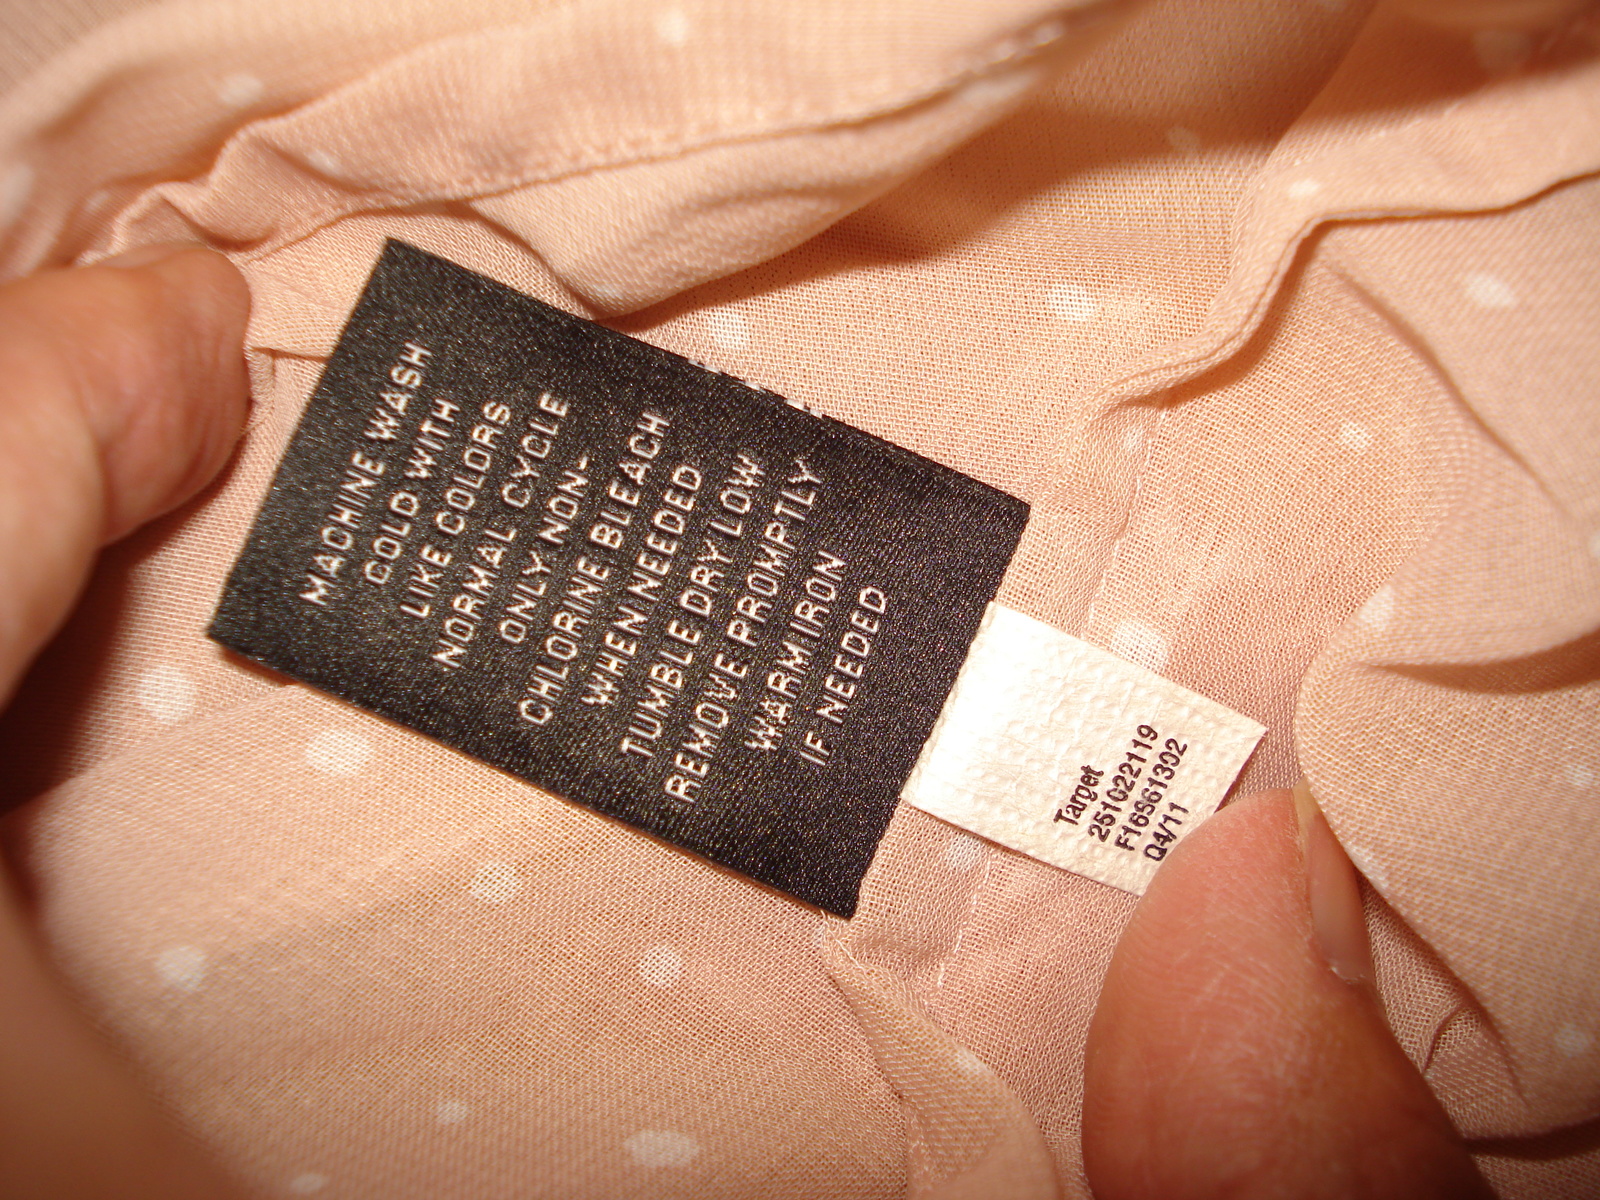 MACHINE WASH
COLD WITH
LIKE COLORS
NORMAL CYCLE
ONLY NON-
CHLORINE BLEACH
WHEN NEEDED
TUMBLE DRY LOW
REMOVE PROMPTLY
WARM IRON
IF NEEDED
Target
251022119
F16S61302
Q4/11